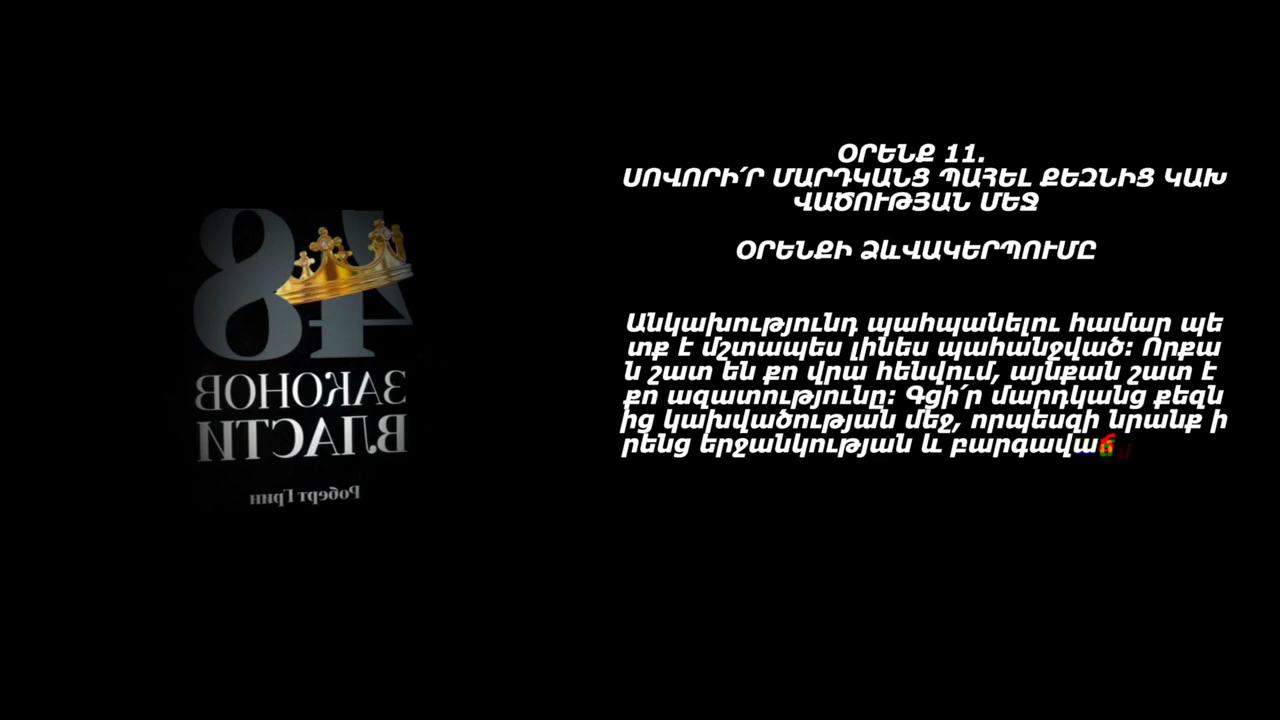 48
ЗАКОНОВ
ВЛАСТИ
Роберт Грин
ՕՐԵՆՔ 11.
ՍՈՎՈՐԻ՛Ր ՄԱՐԴԿԱՆՑ ՊԱՀԵԼ ՔԵԶՆԻՑ ԿԱԽ
ՎԱԾՈՒԹՅԱՆ ՄԵՋ
ՕՐԵՆՔԻ ՁևՎԱԿԵՐՊՈՒՄԸ
Անկախությունդ պահպանելու համար պե
տք է մշտապես լինես պահանջված: Որքա
ն շատ են քո վրա հենվում, այնքան շատ է
քո ազատությունը: Գցի՛ր մարդկանց քեզն
ից կախվածության մեջ, որպեսզի նրանք ի
րենց երջանկության և